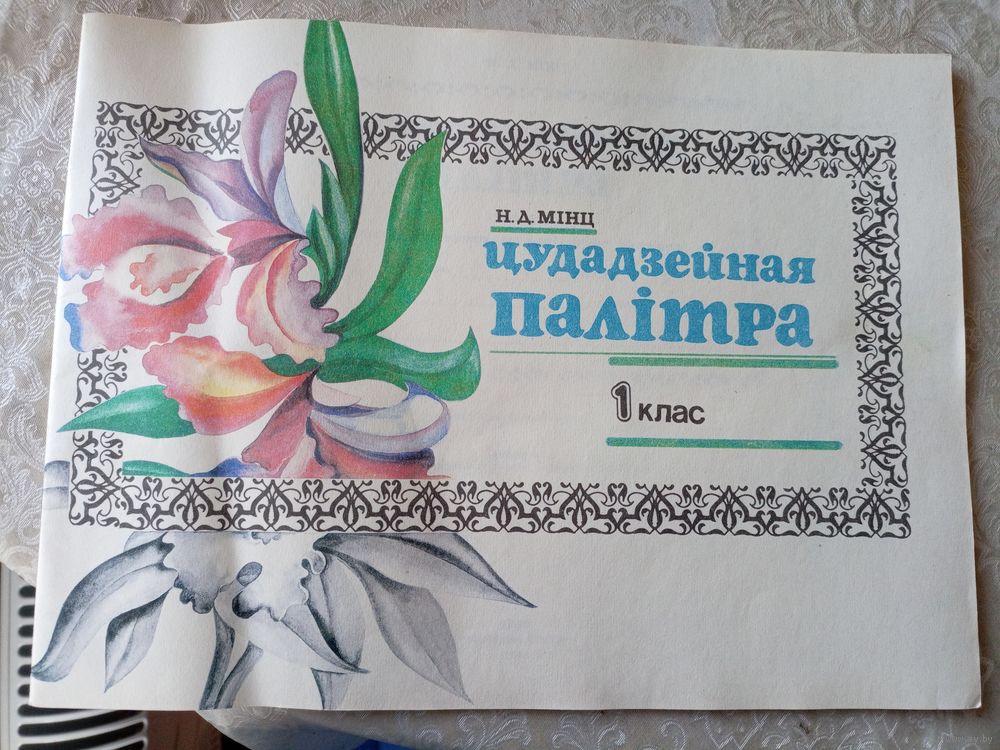 Н. Д. МІНЦ
цудадзейная
палітра
1 клас